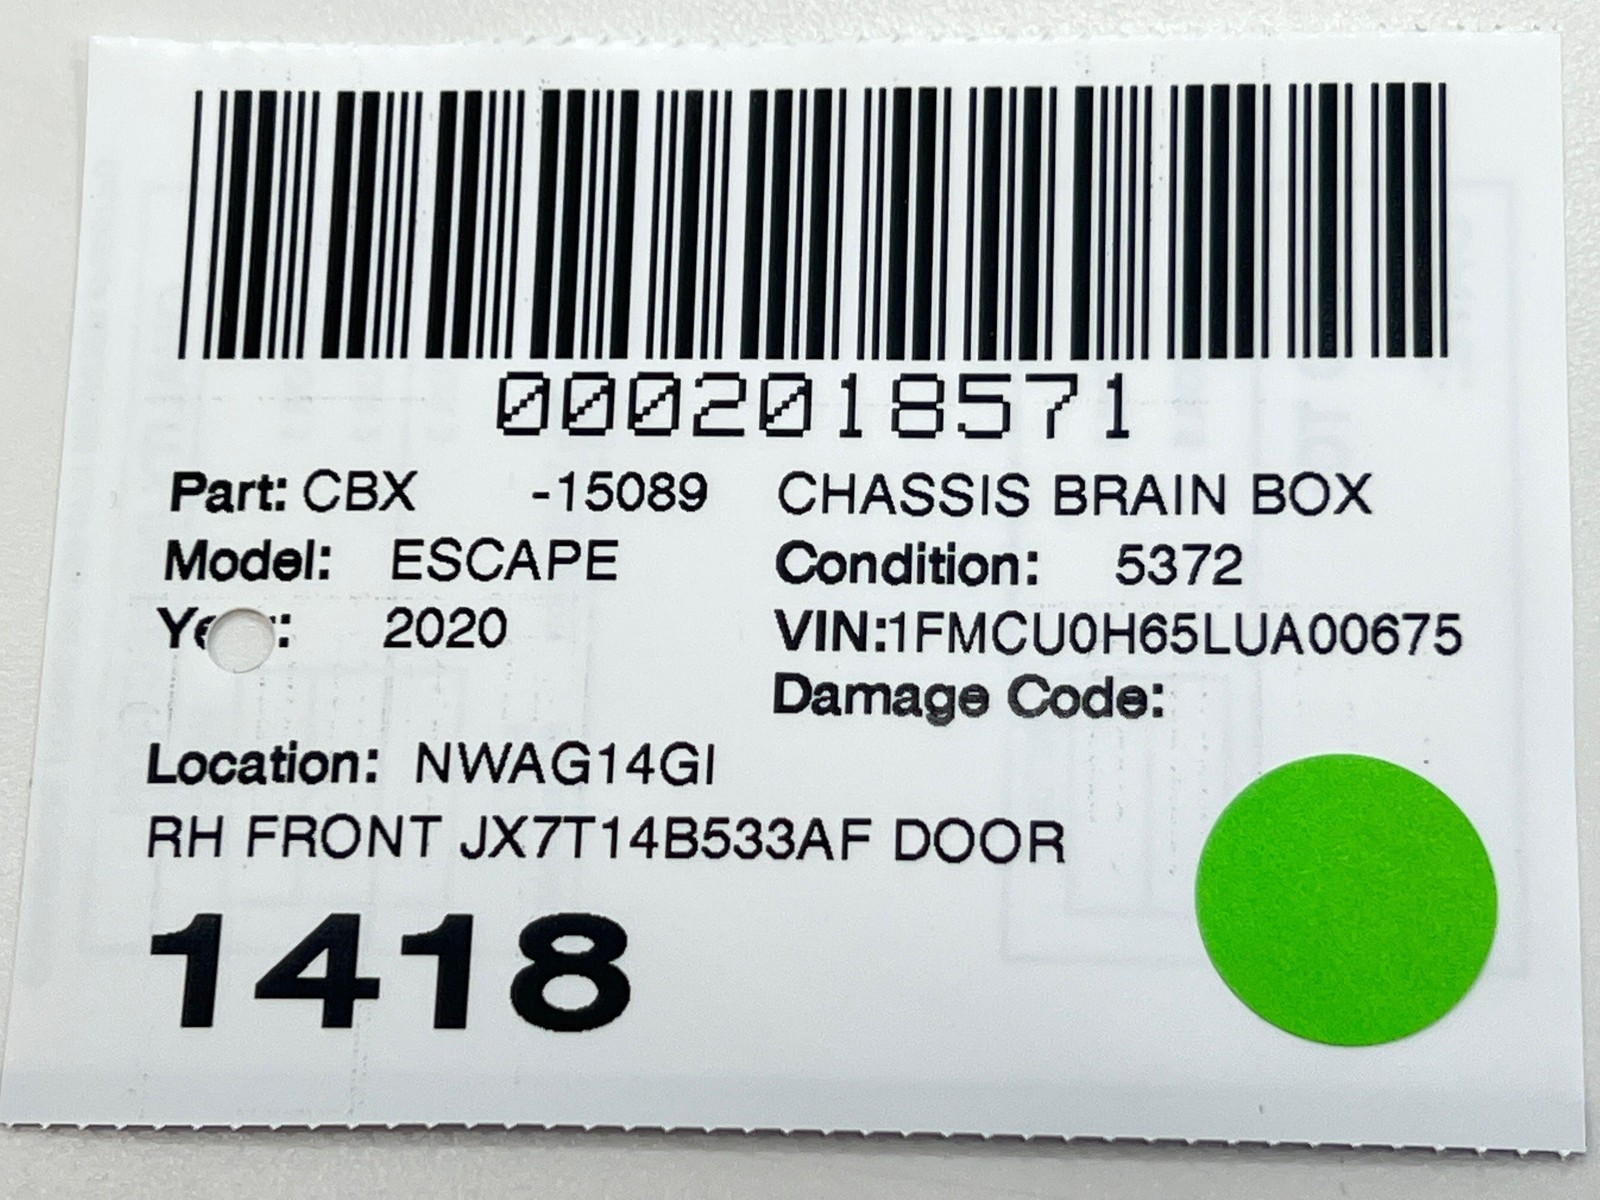 0002018571
Part: CBX -15089 CHASSIS BRAIN BOX
Model: ESCAPE Condition: 5372
Year: 2020 VIN:1FMCU0H65LUA00675
Damage Code:
Location: NWAG14GI
RH FRONT JX7T14B533AF DOOR
1418